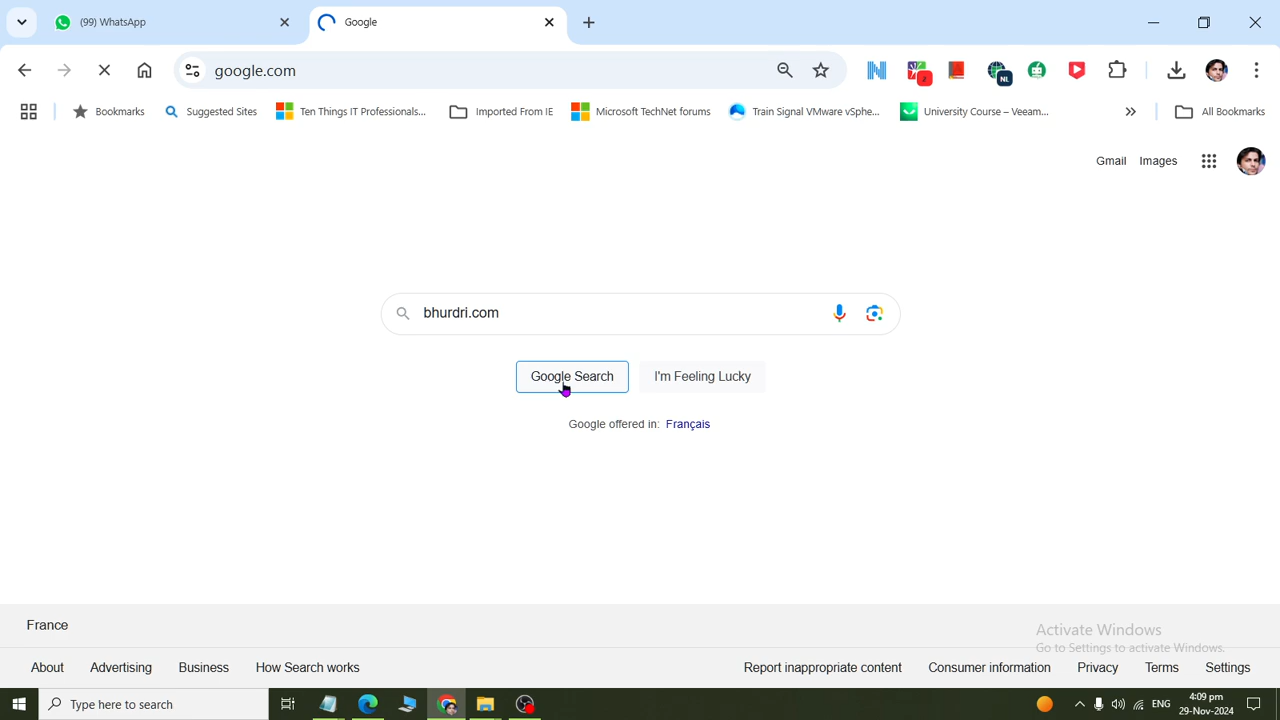 (99) WhatsApp
Google
google.com
NL
Bookmarks
Suggested Sites
Ten Things IT Professionals...
Imported From IE
Microsoft TechNet forums
Train Signal VMware vSphe...
University Course – Veeam...
All Bookmarks
Gmail Images
bhurdri.com
Google Search
I'm Feeling Lucky
Google offered in: Français
France
Activate Windows
Go to Settings to activate Windows.
About Advertising Business How Search works
Report inappropriate content Consumer information Privacy Terms Settings
Type here to search
ENG
4:09 pm
29-Nov-2024